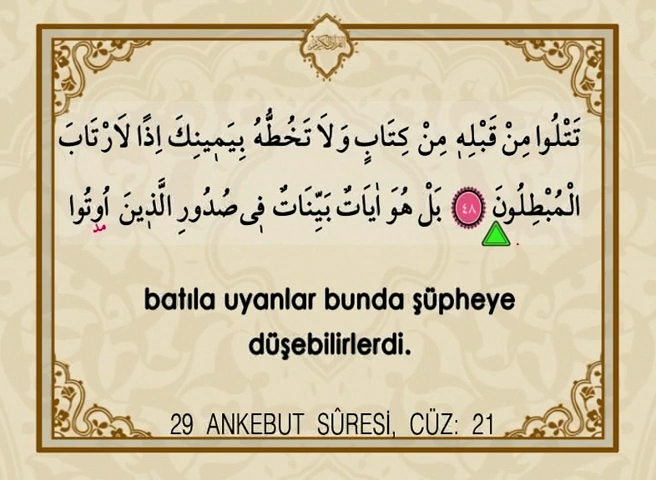 تَتْلُوا مِنْ قَبْلِهٖ مِنْ كِتَابٍ وَلَا تَخُطُّهُ بِيَمٖينِكَ اِذًا لَارْتَابَ
الْمُبْطِلُونَ ﴿٤٨﴾ بَلْ هُوَ اٰيَاتٌ بَيِّنَاتٌ فٖى صُدُورِ الَّذٖينَ اُوتُوا
مد
batıla uyanlar bunda şüpheye
düşebilirlerdi.
29 ANKEBUT SÛRESİ, CÜZ: 21